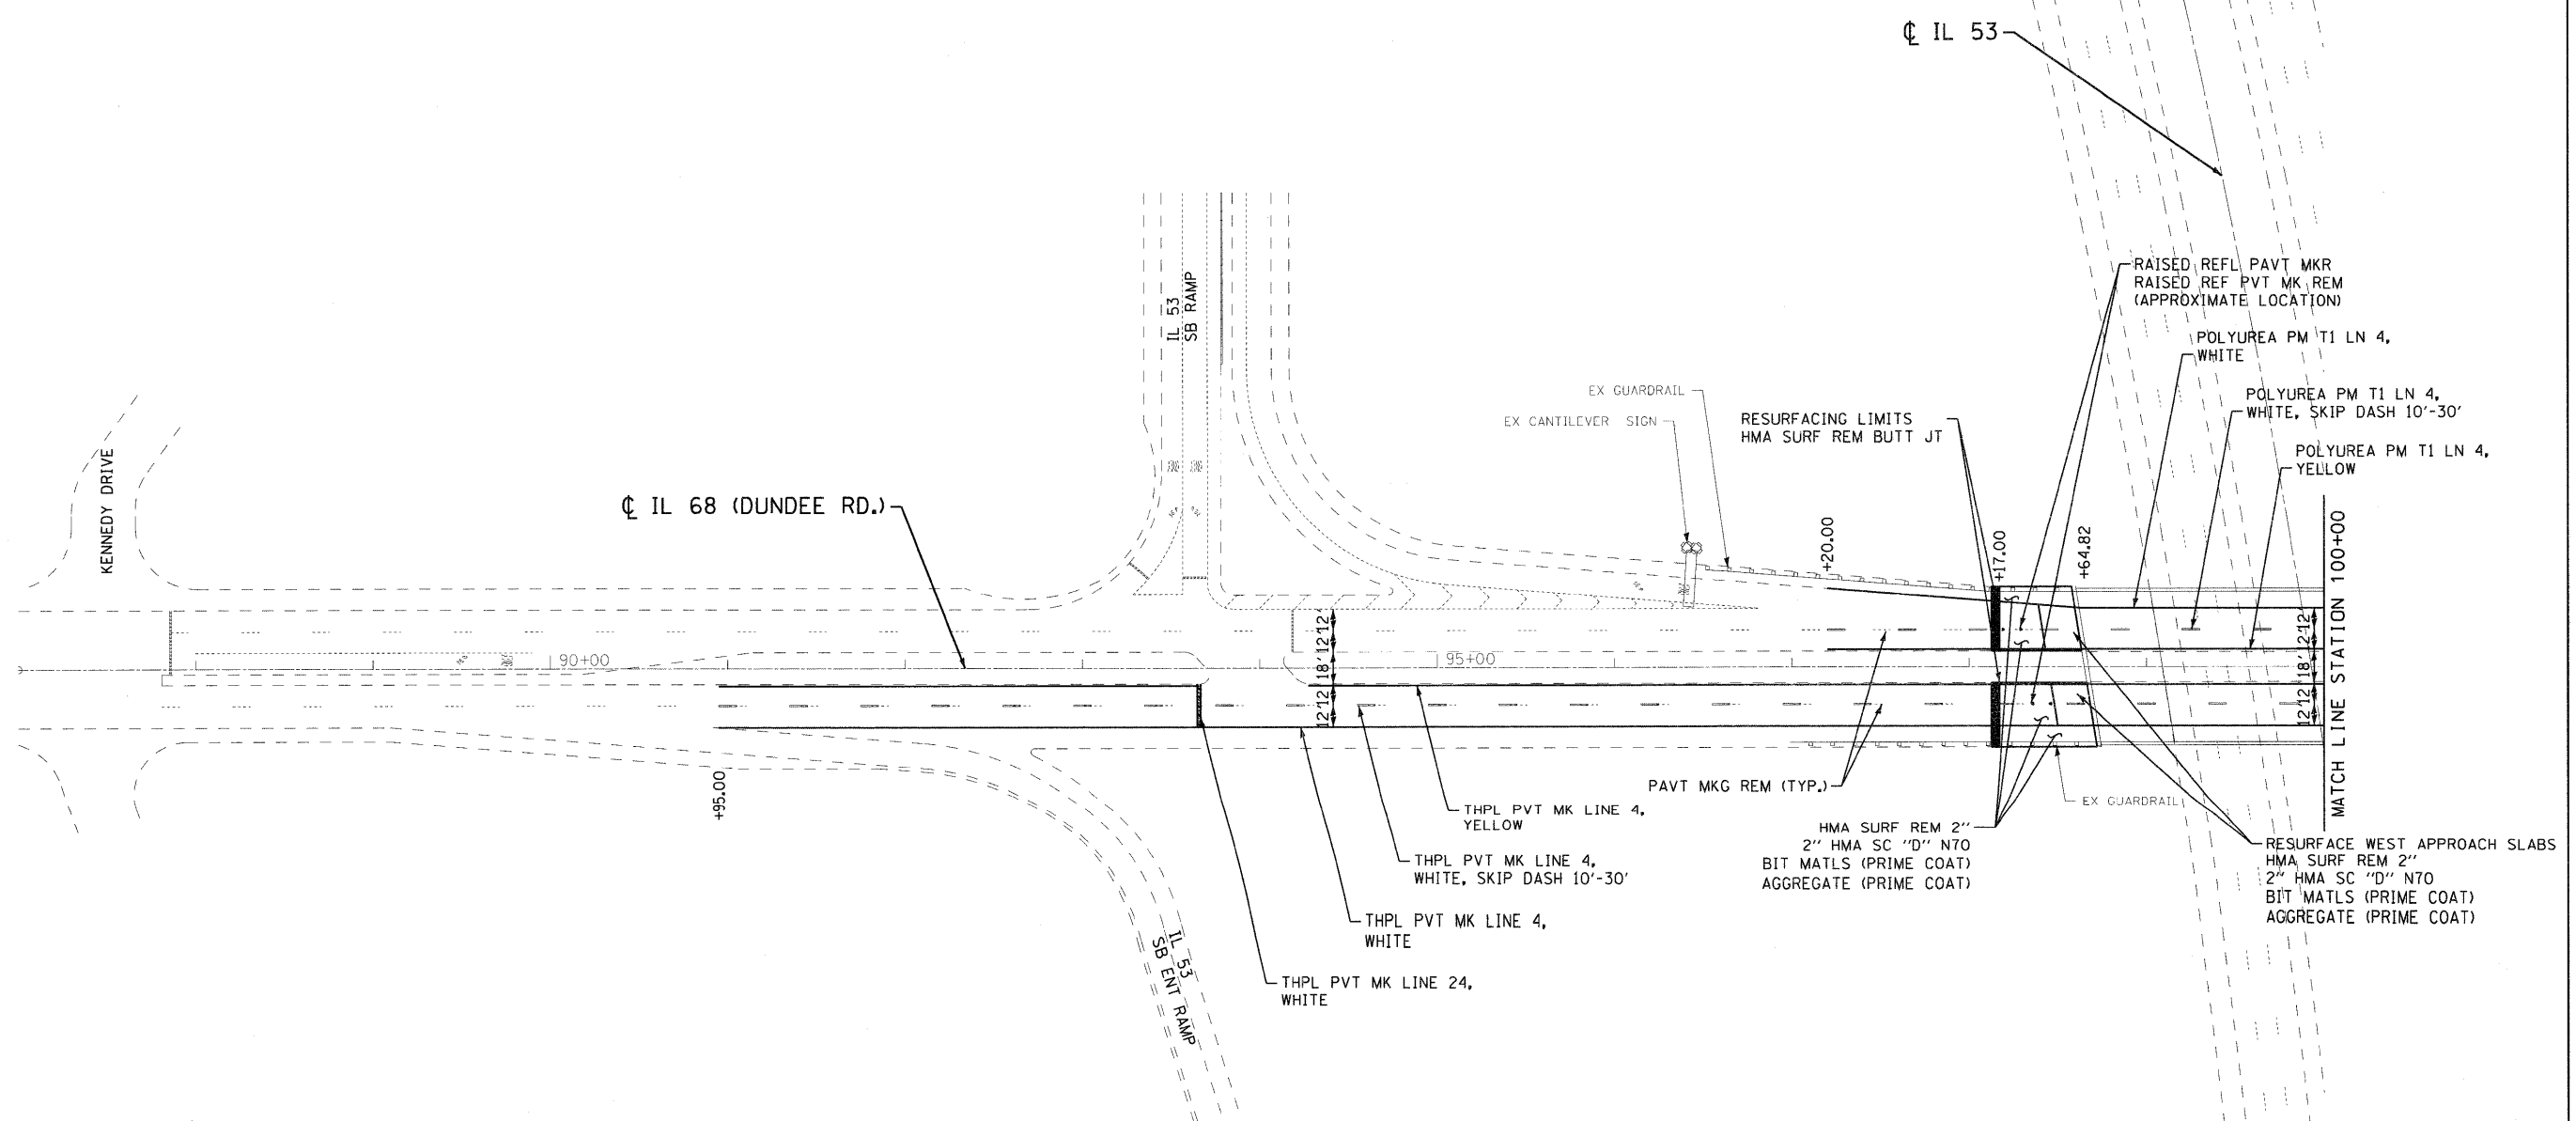 ℄ IL 53
RAISED REFL PAVT MKR
RAISED REF PVT MK REM
(APPROXIMATE LOCATION)
POLYUREA PM T1 LN 4,
WHITE
POLYUREA PM T1 LN 4,
WHITE, SKIP DASH 10'-30'
POLYUREA PM T1 LN 4,
YELLOW
IL 53
SB RAMP
EX GUARDRAIL
EX CANTILEVER SIGN
RESURFACING LIMITS
HMA SURF REM BUTT JT
KENNEDY DRIVE
℄ IL 68 (DUNDEE RD.)
+20.00
+17.00
+64.82
MATCH LINE STATION 100+00
90+00
95+00
12'
12'
18'
12'
12'
12'
12'
18'
12'
12'
+95.00
PAVT MKG REM (TYP.)
EX GUARDRAIL
THPL PVT MK LINE 4,
YELLOW
HMA SURF REM 2"
2" HMA SC "D" N70
BIT MATLS (PRIME COAT)
AGGREGATE (PRIME COAT)
RESURFACE WEST APPROACH SLABS
HMA SURF REM 2"
2" HMA SC "D" N70
BIT MATLS (PRIME COAT)
AGGREGATE (PRIME COAT)
THPL PVT MK LINE 4,
WHITE, SKIP DASH 10'-30'
THPL PVT MK LINE 4,
WHITE
IL 53
SB ENT RAMP
THPL PVT MK LINE 24,
WHITE